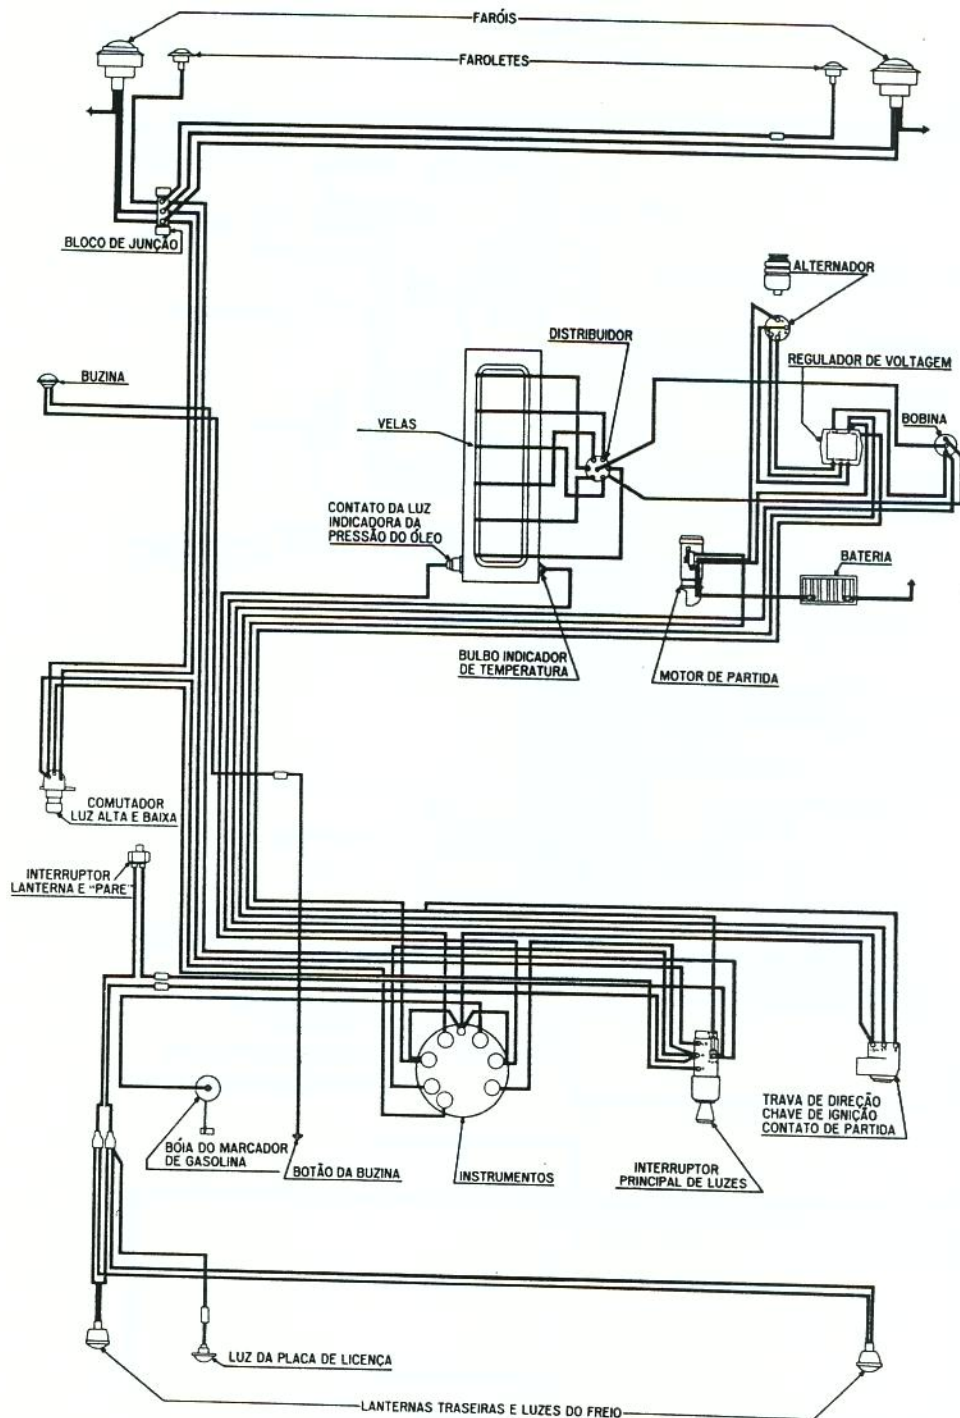 FARÓIS
FAROLETES
BLOCO DE JUNÇÃO
ALTERNADOR
DISTRIBUIDOR
REGULADOR DE VOLTAGEM
BUZINA
BOBINA
VELAS
CONTATO DA LUZ
INDICADORA DA
PRESSÃO DO ÓLEO
BATERIA
BULBO INDICADOR
DE TEMPERATURA
MOTOR DE PARTIDA
COMUTADOR
LUZ ALTA E BAIXA
INTERRUPTOR
LANTERNA E "PARE"
TRAVA DE DIREÇÃO
CHAVE DE IGNIÇÃO
CONTATO DE PARTIDA
BÓIA DO MARCADOR
DE GASOLINA
BOTÃO DA BUZINA
INSTRUMENTOS
INTERRUPTOR
PRINCIPAL DE LUZES
LUZ DA PLACA DE LICENÇA
LANTERNAS TRASEIRAS E LUZES DO FREIO